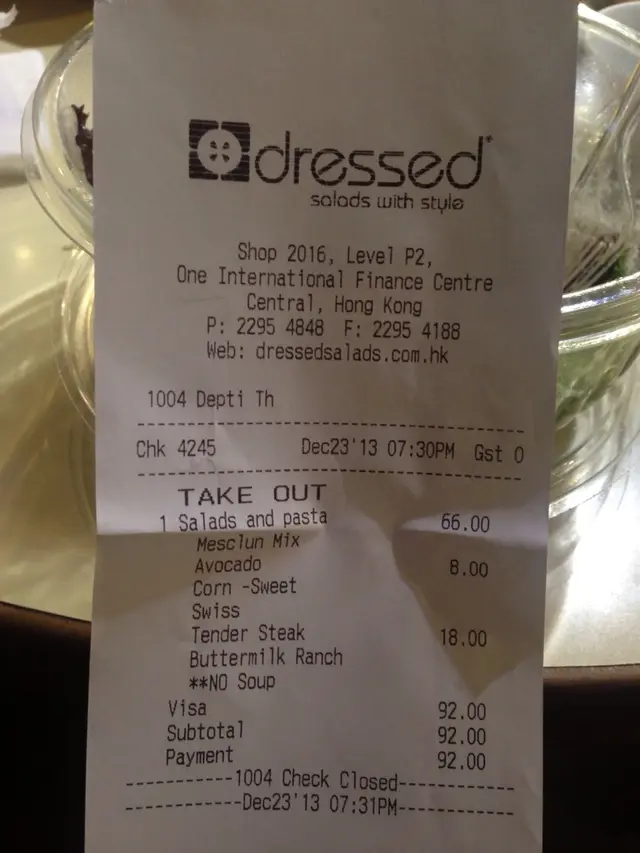 dressed
salads with style
Shop 2016, Level P2,
One International Finance Centre
Central, Hong Kong
P: 2295 4848 F: 2295 4188
Web: dressedsalads.com.hk
1004 Depti Th
Chk 4245 Dec23'13 07:30PM Gst 0
TAKE OUT
1 Salads and pasta 66.00
Mesclun Mix
Avocado 8.00
Corn -Sweet
Swiss
Tender Steak 18.00
Buttermilk Ranch
**NO Soup
Visa 92.00
Subtotal 92.00
Payment 92.00
-----------1004 Check Closed------------
------------Dec23'13 07:31PM------------